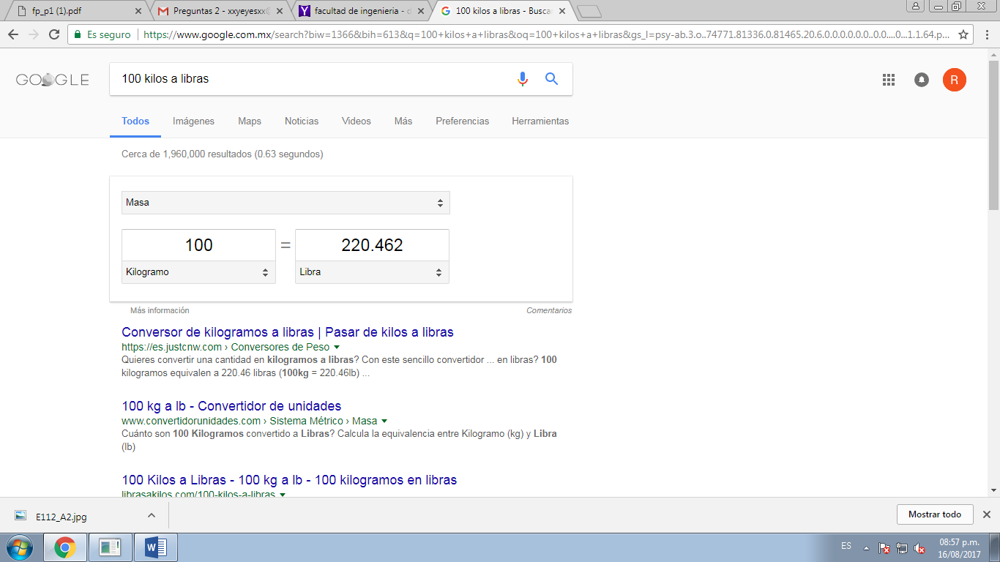 fp_p1 (1).pdf
Preguntas 2 - xxyeyesxx@
facultad de ingenieria - d
100 kilos a libras - Busca
Es seguro
https://www.google.com.mx/search?biw=1366&bih=613&q=100+kilos+a+libras&oq=100+kilos+a+libras&gs_l=psy-ab.3.0..74771.81336.0.81465.20.6.0.0.0.0.0.0..0.0....0...1.1.64.p...
GOOGLE
100 kilos a libras
R
Todos Imágenes Maps Noticias Videos Más Preferencias Herramientas
Cerca de 1,960,000 resultados (0.63 segundos)
Masa
100 = 220.462
Kilogramo Libra
Más información Comentarios
Conversor de kilogramos a libras | Pasar de kilos a libras
https://es.justcnw.com › Conversores de Peso
Quieres convertir una cantidad en kilogramos a libras? Con este sencillo convertidor ... en libras? 100
kilogramos equivalen a 220.46 libras (100kg = 220.46lb) ...
100 kg a lb - Convertidor de unidades
www.convertidorunidades.com › Sistema Métrico › Masa
Cuánto son 100 Kilogramos convertido a Libras? Calcula la equivalencia entre Kilogramo (kg) y Libra
(lb)
100 Kilos a Libras - 100 kg a lb - 100 kilogramos en libras
librasakilos.com/100-kilos-a-libras
E112_A2.jpg
Mostrar todo
ES
08:57 p.m.
16/08/2017